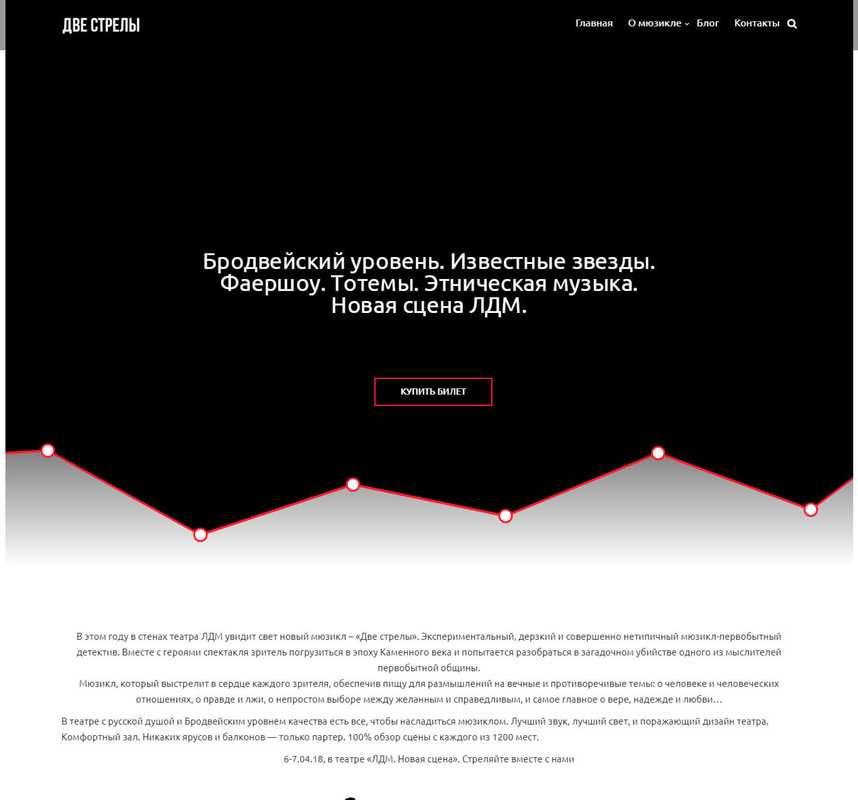 ДВЕ СТРЕЛЫ
Главная О мюзикле Блог Контакты
Бродвейский уровень. Известные звезды.
Фаершоу. Тотемы. Этническая музыка.
Новая сцена ЛДМ.
КУПИТЬ БИЛЕТ
В этом году в стенах театра ЛДМ увидит свет новый мюзикл – «Две стрелы». Экспериментальный, дерзкий и совершенно нетипичный мюзикл-первобытный
детектив. Вместе с героями спектакля зритель погрузиться в эпоху Каменного века и попытается разобраться в загадочном убийстве одного из мыслителей
первобытной общины.
Мюзикл, который выстрелит в сердце каждого зрителя, обеспечив пищу для размышлений на вечные и противоречивые темы: о человеке и человеческих
отношениях, о правде и лжи, о непростом выборе между желанным и справедливым, и самое главное о вере, надежде и любви…
В театре с русской душой и Бродвейским уровнем качества есть все, чтобы насладиться мюзиклом. Лучший звук, лучший свет, и поражающий дизайн театра.
Комфортный зал. Никаких ярусов и балконов — только партер. 100% обзор сцены с каждого из 1200 мест.
6-7.04.18, в театре «ЛДМ. Новая сцена». Стреляйте вместе с нами